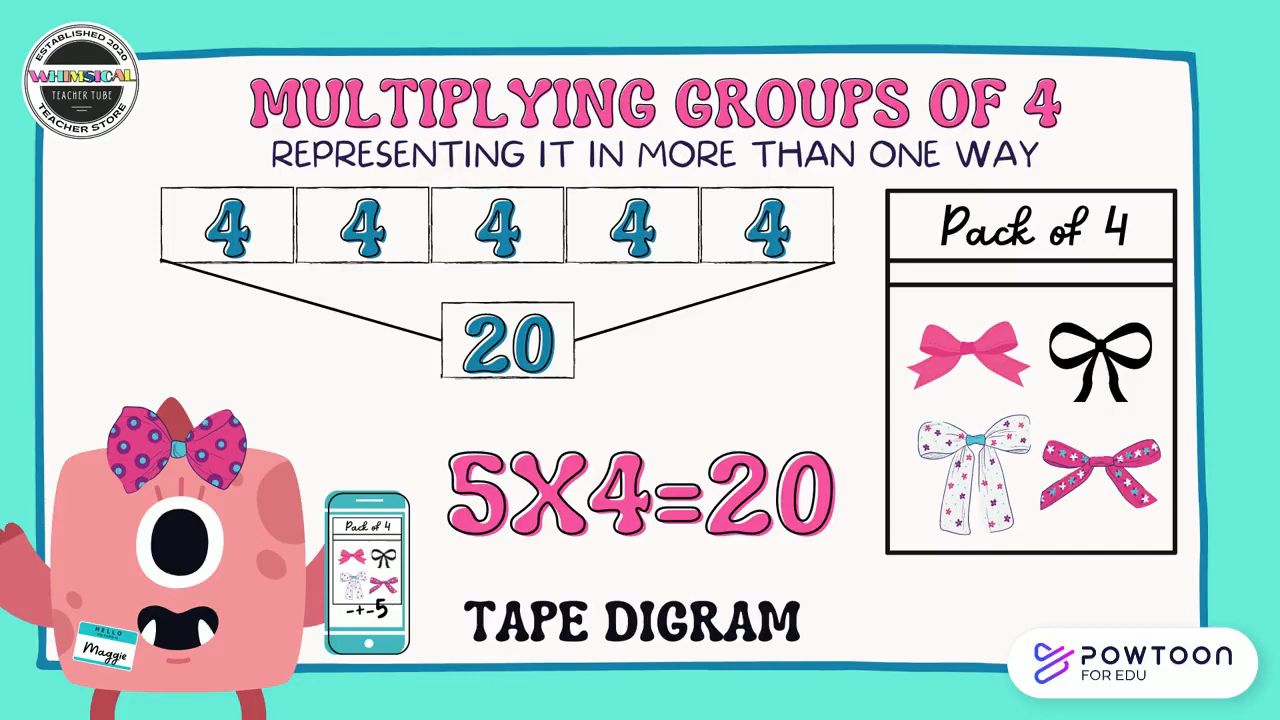 ESTABLISHED 2020
WHIMSICAL
TEACHER TUBE
TEACHER STORE
MULTIPLYING GROUPS OF 4
REPRESENTING IT IN MORE THAN ONE WAY
4 4 4 4 4
20
Pack of 4
5X4=20
TAPE DIGRAM
HELLO
Maggie
Pack of 4
-+-5
POWTOON
FOR EDU